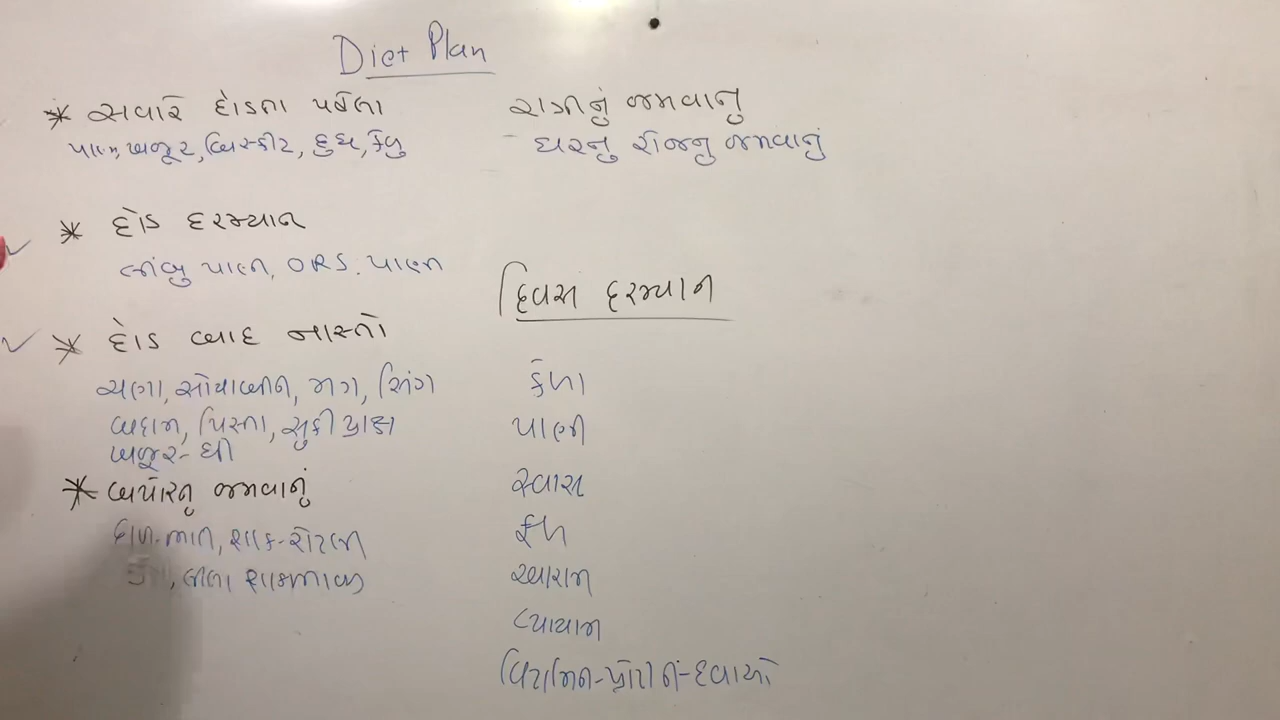 Diet Plan
* સવારે દોડતા પહેલા
પાણી, ખજૂર, બિસ્કીટ, દુધ, કેળુ
* દોડ દરમ્યાન
લીંબુ પાણી, ORS. પાણી
* દોડ બાદ નાસ્તો
ચણા, સોયાબીન, મગ, સિંગ
બદામ, પિસ્તા, સુકી દ્રાક્ષ
ખજૂર-ઘી
* બપોરનુ જમવાનું
દાળ-ભાત, શાક-રોટલી
લીલા શાકભાજી
રાત્રીનું જમવાનુ
- ઘરનુ રોજનુ જમવાનું
દિવસ દરમ્યાન
કેળા
પાણી
સ્વાસ
ફળ
આરામ
વ્યાયામ
વિટામિન-પ્રોટીન-દવાઓ